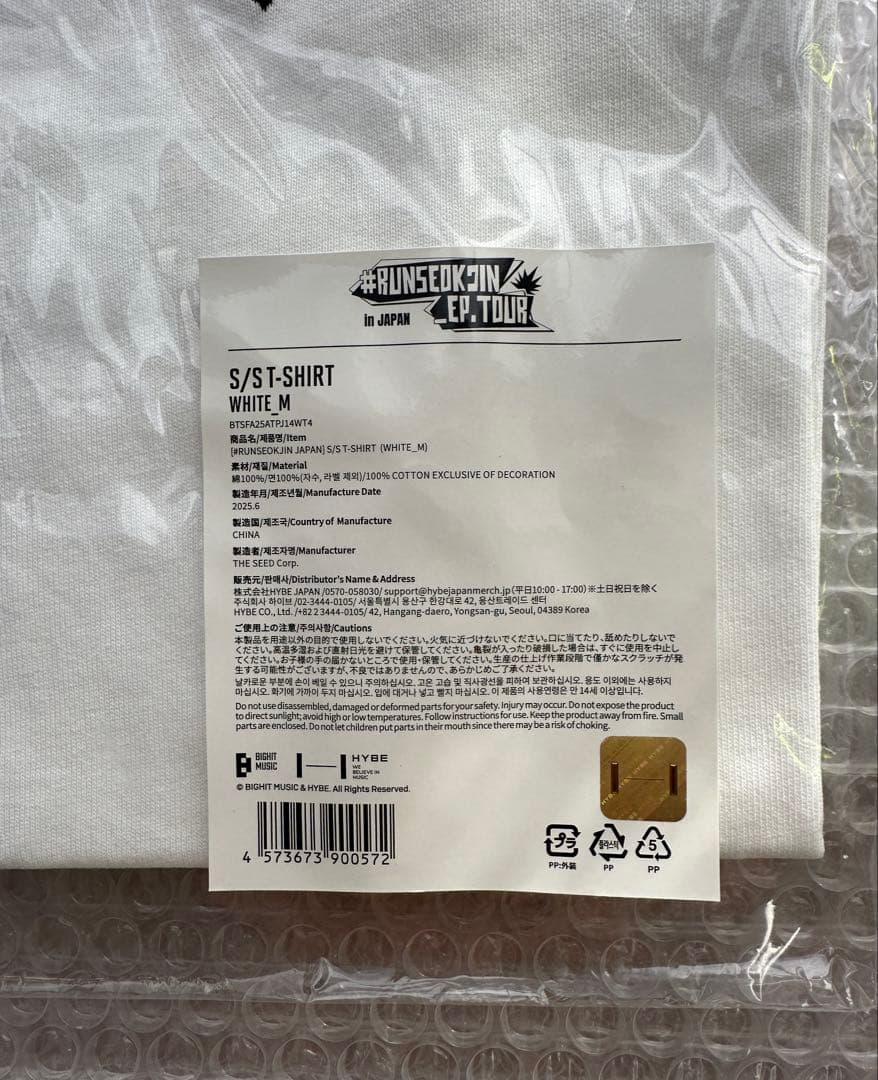 #RUNSEOKJIN
_EP.TOUR
in JAPAN
S/S T-SHIRT
WHITE_M
BTSFA25ATPJ14WT4
商品名/제품명/Item
[#RUNSEOKJIN JAPAN] S/S T-SHIRT (WHITE_M)
素材/재질/Material
綿100%/면100%(자수, 라벨 제외)/100% COTTON EXCLUSIVE OF DECORATION
製造年月/제조년월/Manufacture Date
2025.6
製造国/제조국/Country of Manufacture
CHINA
製造者/제조자명/Manufacturer
THE SEED Corp.
販売元/판매사/Distributor's Name & Address
株式会社HYBE JAPAN /0570-058030/ support@hybejapanmerch.jp(平日10:00 - 17:00) ※土日祝日を除く
주식회사 하이브 /02-3444-0105/ 서울특별시 용산구 한강대로 42, 용산트레이드 센터
HYBE CO., Ltd. /+82 2 3444-0105/ 42, Hangang-daero, Yongsan-gu, Seoul, 04389 Korea
ご使用上の注意/주의사항/Cautions
本製品を用途以外の目的で使用しないでください。火気に近づけないでください。口に当てたり、舐めたりしないで
ください。高温多湿および直射日光を避けて保管してください。亀裂が入ったり破損した場合は、すぐに使用を中止し
てください。お子様の手の届かないところで使用・保管してください。生産の仕上げ作業段階で僅かなスクラッチが発
生する可能性がございますが、不良ではありませんので、あらかじめご了承ください。
날카로운 부분에 손이 베일 수 있으니 주의하십시오. 고온 고습 및 직사광선을 피하여 보관하십시오. 용도 이외에는 사용하지
마십시오. 화기에 가까이 두지 마십시오. 입에 대거나 넣고 빨지 마십시오. 이 제품의 사용연령은 만 14세 이상입니다.
Do not use disassembled, damaged or deformed parts for your safety. Injury may occur. Do not expose the product
to direct sunlight; avoid high or low temperatures. Follow instructions for use. Keep the product away from fire. Small
parts are enclosed. Do not let children put parts in their mouth since there may be a risk of choking.
BIGHIT
MUSIC
HYBE
WE
BELIEVE IN
MUSIC
© BIGHIT MUSIC & HYBE. All Rights Reserved.
4 573673 900572
プラ
PP:外装
플라스틱
PP
5
PP